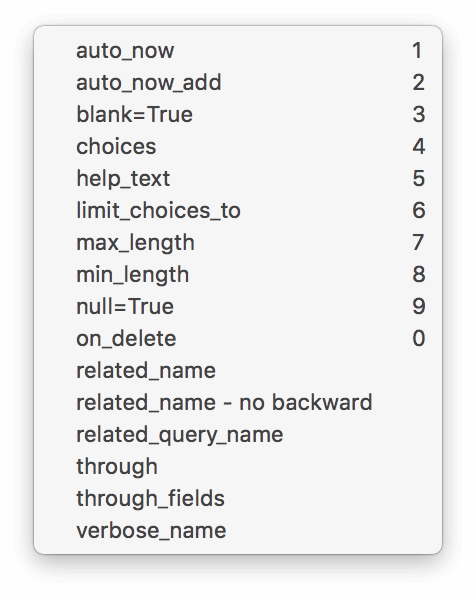 auto_now 1
auto_now_add 2
blank=True 3
choices 4
help_text 5
limit_choices_to 6
max_length 7
min_length 8
null=True 9
on_delete 0
related_name
related_name - no backward
related_query_name
through
through_fields
verbose_name